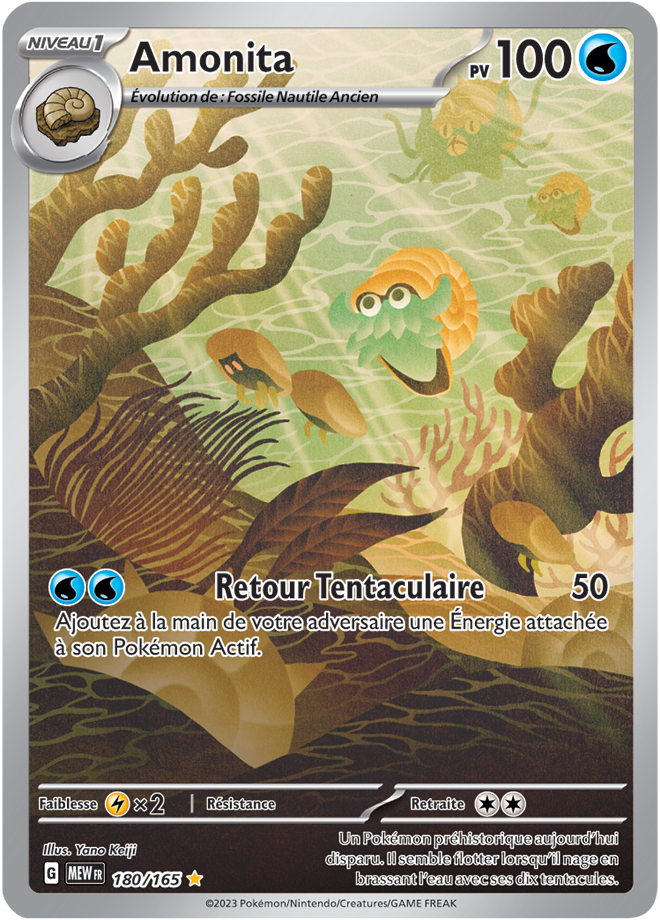 NIVEAU 1
Amonita
PV 100
Évolution de : Fossile Nautile Ancien
Retour Tentaculaire 50
Ajoutez à la main de votre adversaire une Énergie attachée
à son Pokémon Actif.
Faiblesse ×2 Résistance Retraite
Illus. Yano Keiji
Un Pokémon préhistorique aujourd'hui
disparu. Il semble flotter lorsqu'il nage en
brassant l'eau avec ses dix tentacules.
G MEW FR 180/165
©2023 Pokémon/Nintendo/Creatures/GAME FREAK